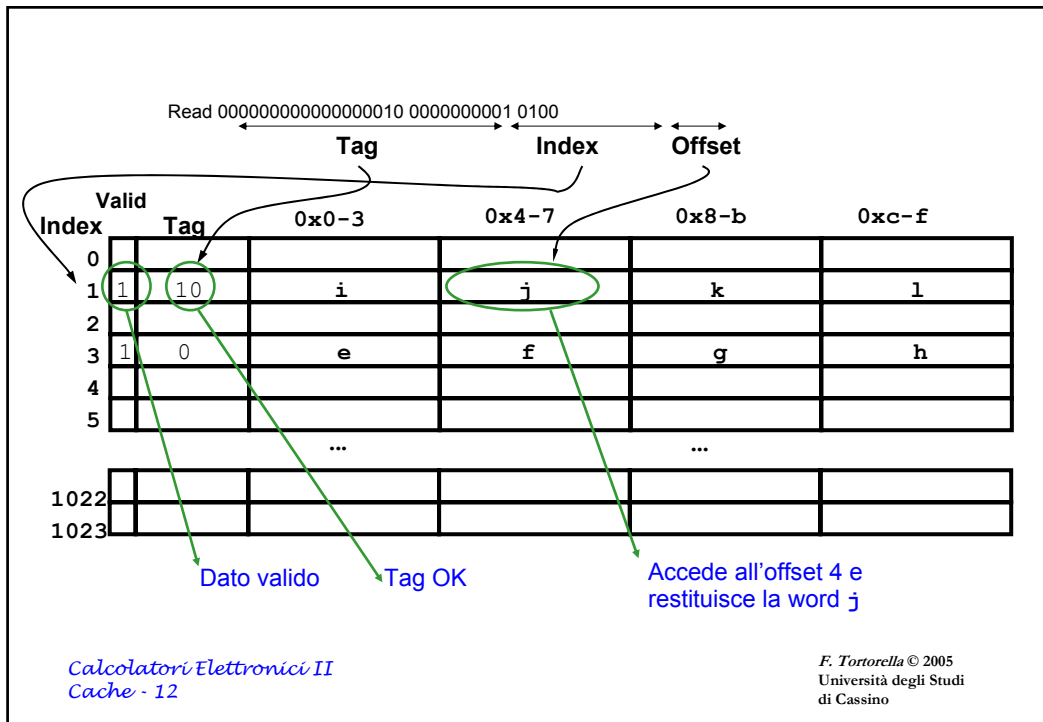 Read 000000000000000010 0000000001 0100
Tag Index Offset
Valid
Index Tag 0x0-3 0x4-7 0x8-b 0xc-f
0
1 1 10 i j k l
2
3 1 0 e f g h
4
5
... ...
1022
1023
Dato valido Tag OK Accede all'offset 4 e
restituisce la word j
Calcolatori Elettronici II
Cache - 12
F. Tortorella © 2005
Università degli Studi
di Cassino